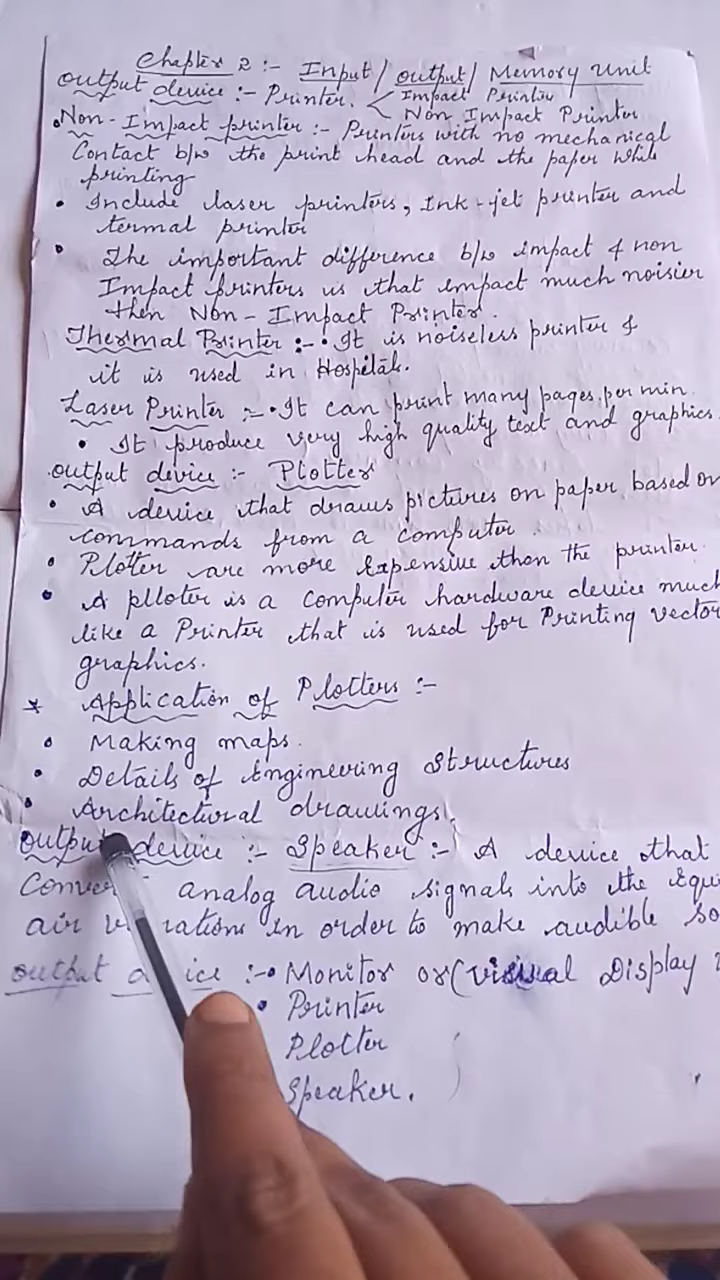 Chapter 2 :- Input / output / Memory Unit
output device :- Printer. < Impact Printer
Non Impact Printer
• Non - Impact printer :- Printers with no mechanical
Contact b/w the print head and the paper while
printing
• Include laser printers, Ink - jet printer and
termal printer
• The important difference b/w impact & non
Impact printers is that impact much noisier
then Non - Impact Printer.
Thermal Printer :- • It is noiseless printer &
it is used in Hospitals.
Laser Printer :- • It can print many pages per min.
• It produce very high quality text and graphics.
output device :- Plotter
• A device that draws pictures on paper based on
commands from a computer.
• Plotter are more Expensive than the printer.
• A plloter is a computer hardware device much
like a Printer that is used for Printing vector
graphics.
* Application of Plotters :-
• Making maps.
• Details of Engineering Structures
• Architectural drawings.
output device :- Speaker :- A device that
analog audio signals into the
air in order to make audible
output :- • Monitor or (visual Display
• Printer
Plotter
Speaker.